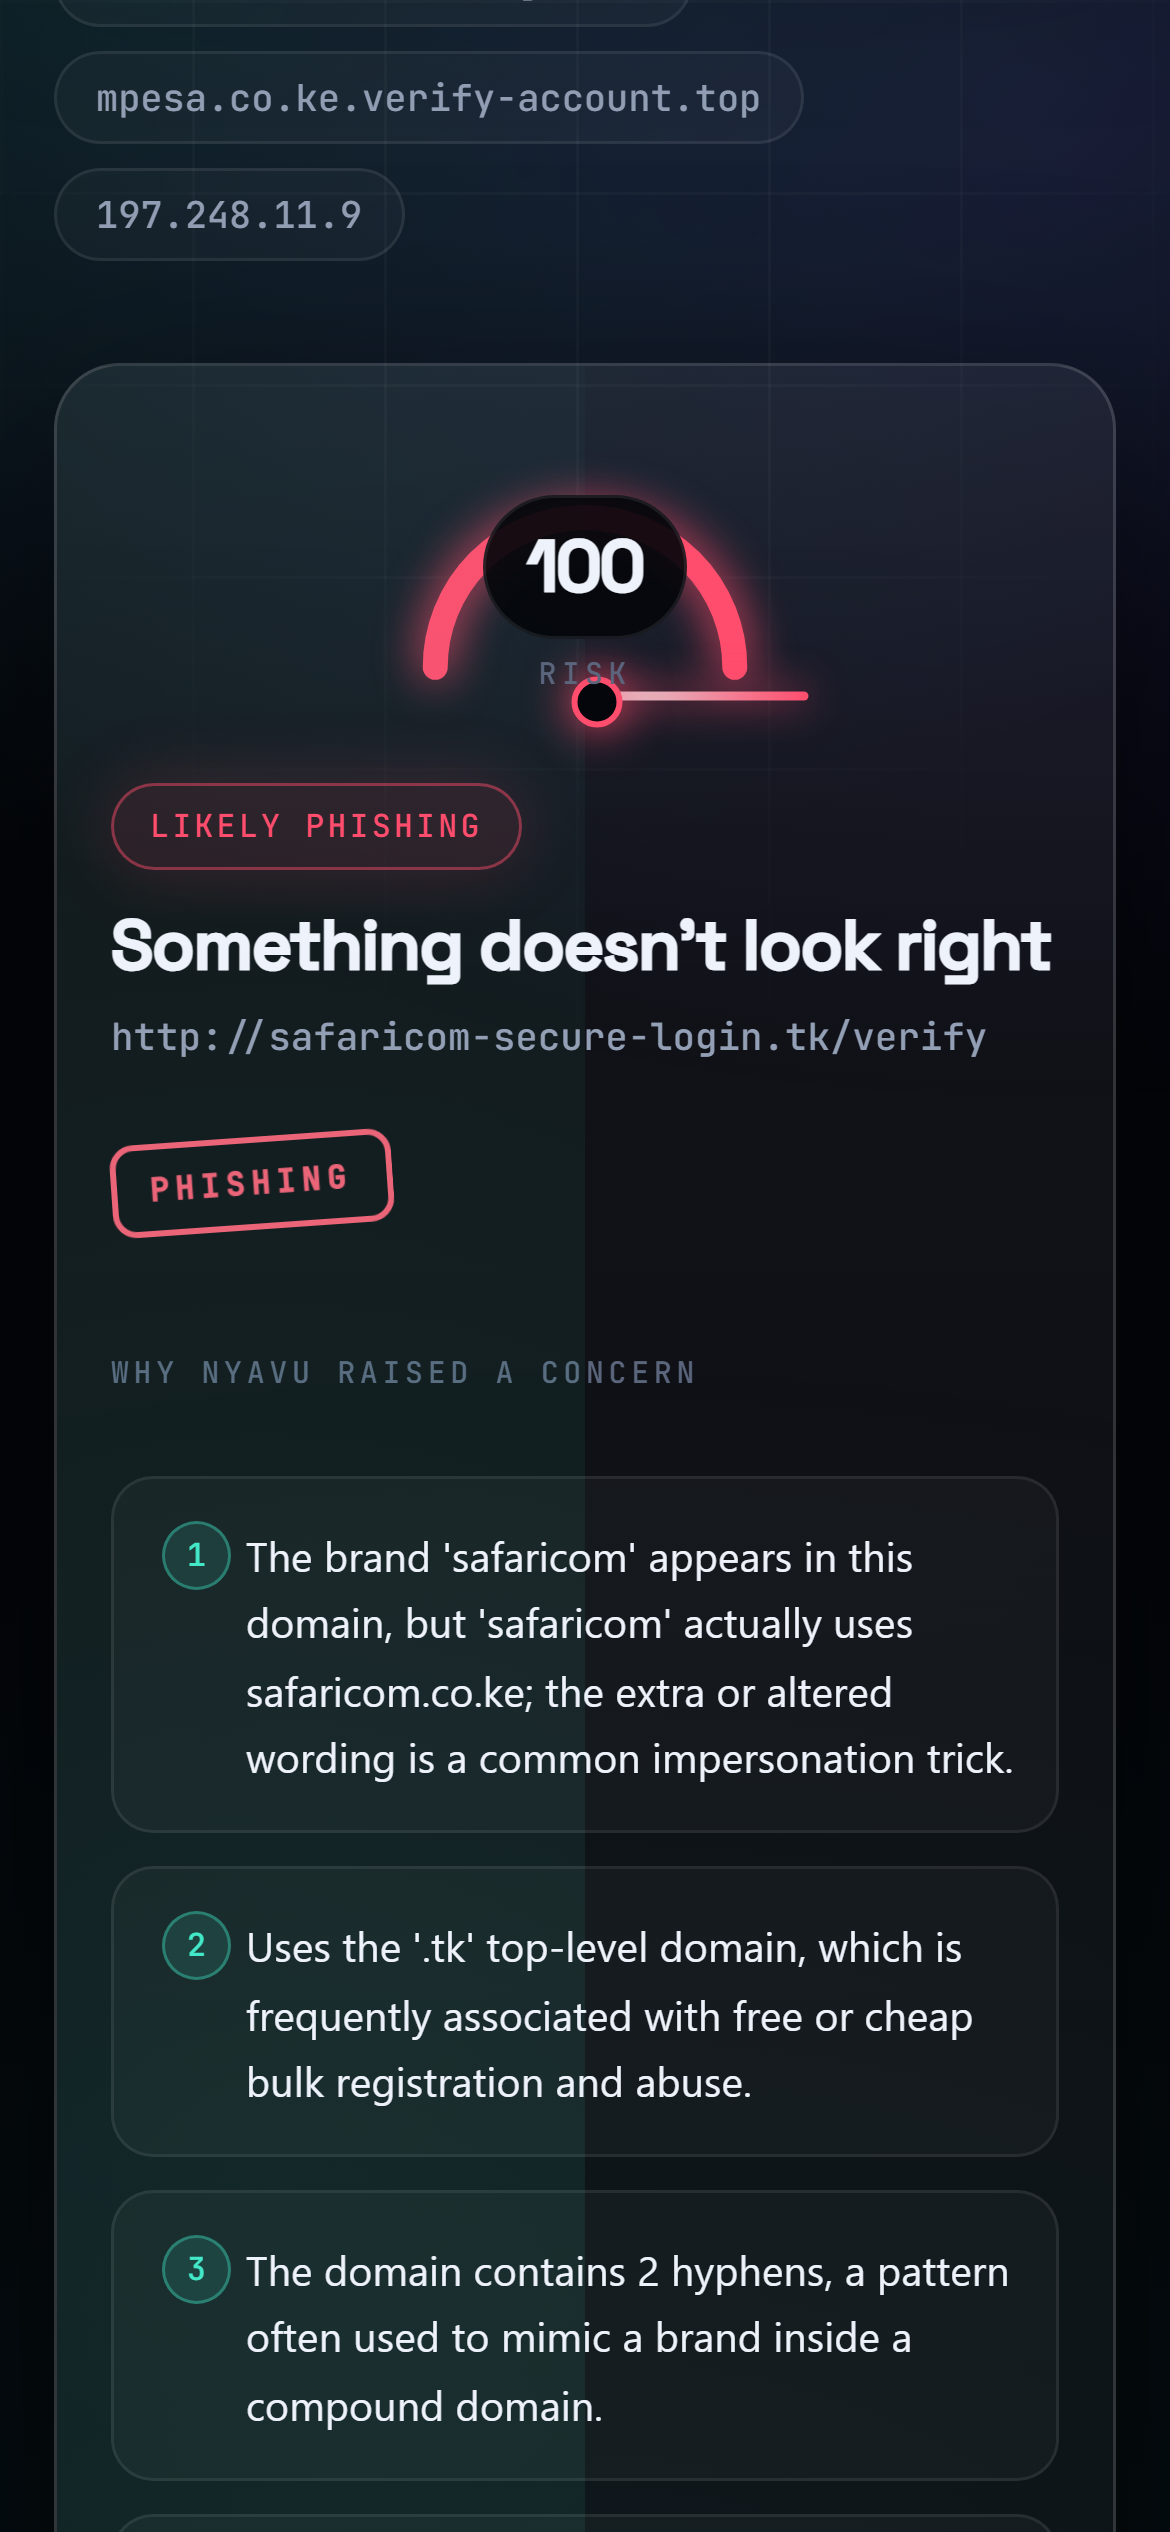 mpesa.co.ke.verify-account.top
197.248.11.9
100
RISK
LIKELY PHISHING
Something doesn’t look right
http://safaricom-secure-login.tk/verify
PHISHING
WHY NYAVU RAISED A CONCERN
1 The brand 'safaricom' appears in this
domain, but 'safaricom' actually uses
safaricom.co.ke; the extra or altered
wording is a common impersonation trick.
2 Uses the '.tk' top-level domain, which is
frequently associated with free or cheap
bulk registration and abuse.
3 The domain contains 2 hyphens, a pattern
often used to mimic a brand inside a
compound domain.